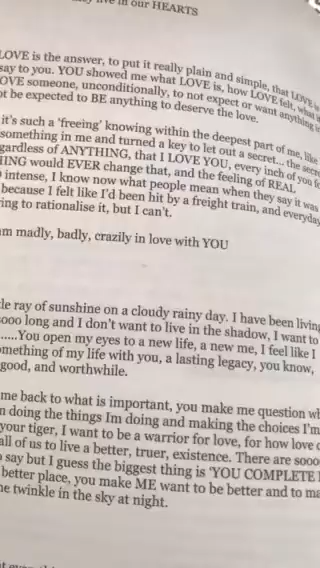 in our HEARTS
LOVE is the answer, to put it really plain and simple, that LOVE is
say to you. YOU showed me what LOVE is, how LOVE felt, what
OVE someone, unconditionally, to not expect or want anything
ot be expected to BE anything to deserve the love.
it's such a 'freeing' knowing within the deepest part of me, like
something in me and turned a key to let out a secret... the secre
gardless of ANYTHING, that I LOVE YOU, every inch of you fo
HING would EVER change that, and the feeling of REAL
intense, I know now what people mean when they say it was
because I felt like I'd been hit by a freight train, and everyday
ing to rationalise it, but I can't.
am madly, badly, crazily in love with YOU
le ray of sunshine on a cloudy rainy day. I have been living
ooo long and I don't want to live in the shadow, I want to
......You open my eyes to a new life, a new me, I feel like I
omething of my life with you, a lasting legacy, you know,
good, and worthwhile.
me back to what is important, you make me question wh
n doing the things Im doing and making the choices I'm
your tiger, I want to be a warrior for love, for how love c
all of us to live a better, truer, existence. There are sooo
say but I guess the biggest thing is 'YOU COMPLETE
better place, you make ME want to be better and to ma
he twinkle in the sky at night.